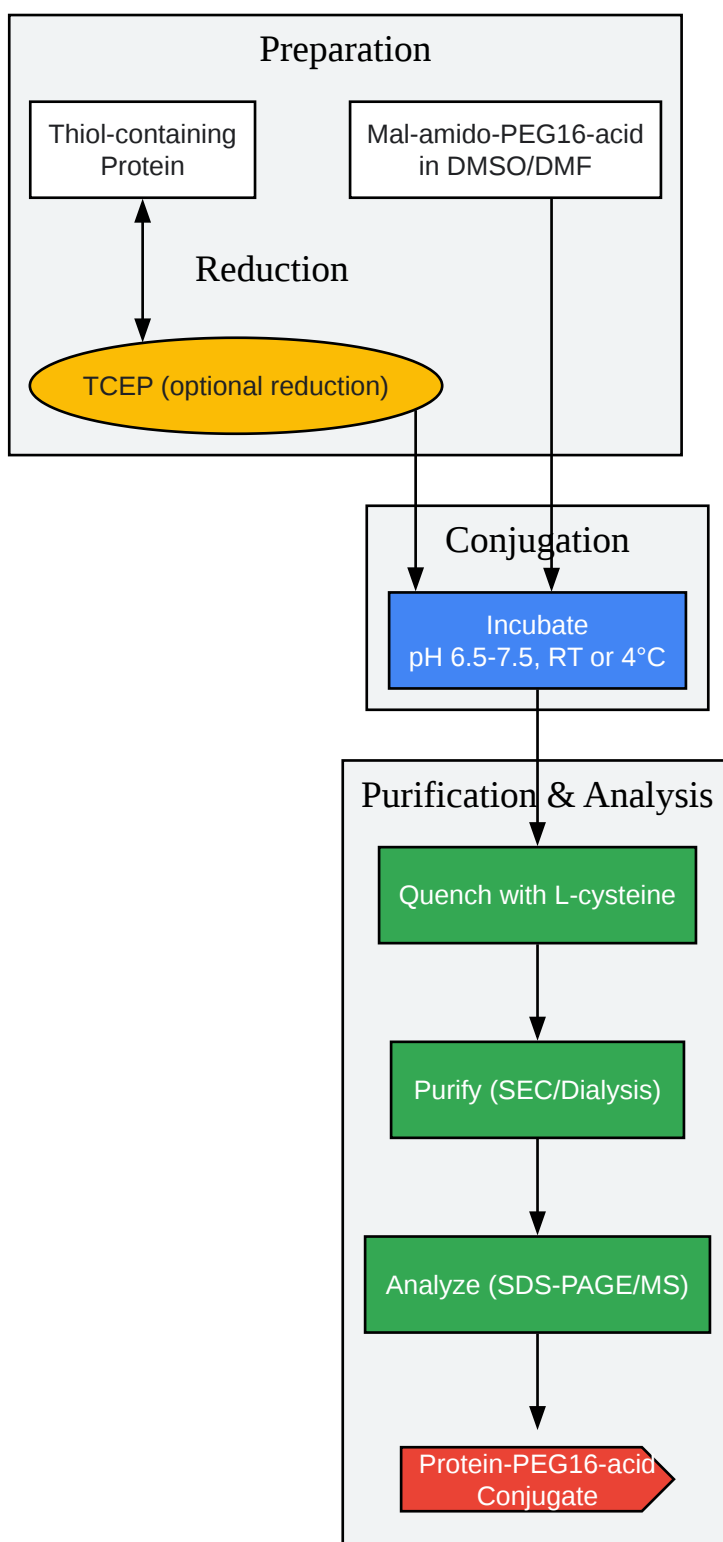 Preparation
Thiol-containing
Protein
Mal-amido-PEG16-acid
in DMSO/DMF
Reduction
TCEP (optional reduction)
Conjugation
Incubate
pH 6.5-7.5, RT or 4°C
Purification & Analysis
Quench with L-cysteine
Purify (SEC/Dialysis)
Analyze (SDS-PAGE/MS)
Protein-PEG16-acid
Conjugate